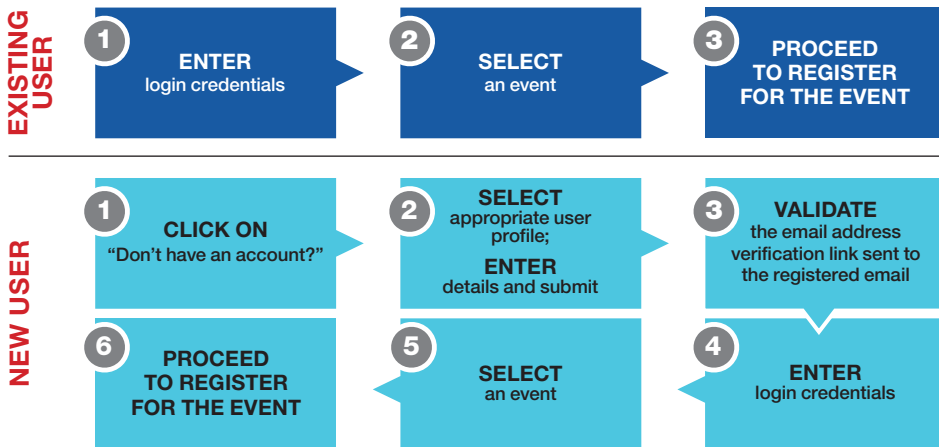 EXISTING
USER
1
ENTER
login credentials
2
SELECT
an event
3
PROCEED
TO REGISTER
FOR THE EVENT
NEW USER
1
CLICK ON
“Don’t have an account?”
2
SELECT
appropriate user
profile;
ENTER
details and submit
3
VALIDATE
the email address
verification link sent to
the registered email
4
ENTER
login credentials
5
SELECT
an event
6
PROCEED
TO REGISTER
FOR THE EVENT